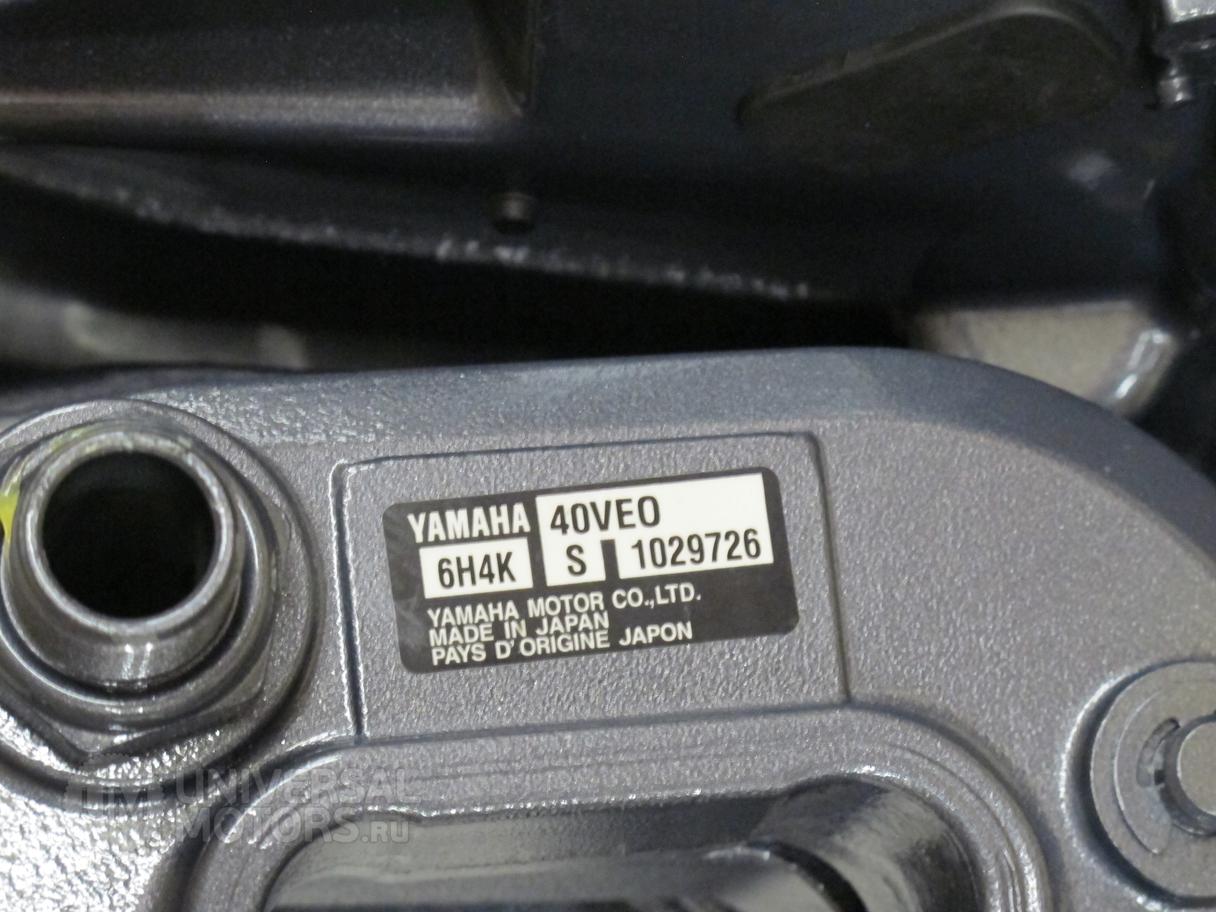 YAMAHA 40VEO
6H4K S 1029726
YAMAHA MOTOR CO.,LTD.
MADE IN JAPAN
PAYS D'ORIGINE JAPON
UNIVERSAL
MOTORS.RU